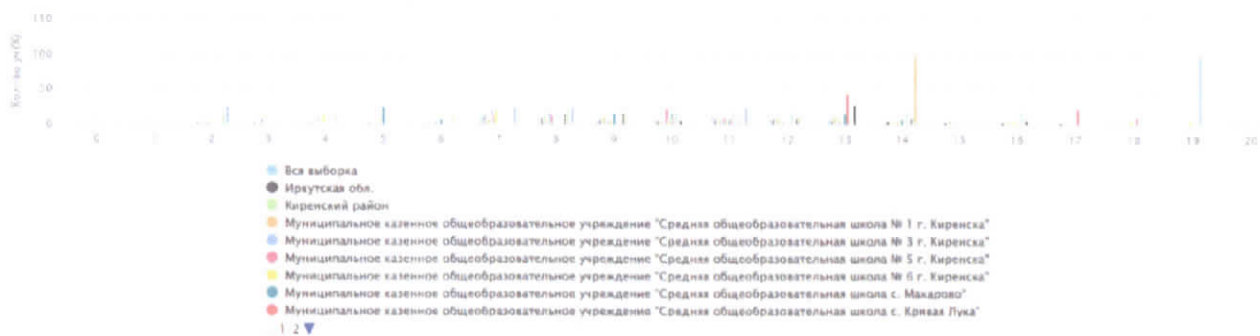 110
Кол-во уч(%)
100
50
0
0 1 2 3 4 5 6 7 8 9 10 11 12 13 14 15 16 17 18 19 20
Вся выборка
Иркутская обл.
Киренский район
Муниципальное казенное общеобразовательное учреждение "Средняя общеобразовательная школа № 1 г. Киренска"
Муниципальное казенное общеобразовательное учреждение "Средняя общеобразовательная школа № 3 г. Киренска"
Муниципальное казенное общеобразовательное учреждение "Средняя общеобразовательная школа № 5 г. Киренска"
Муниципальное казенное общеобразовательное учреждение "Средняя общеобразовательная школа № 6 г. Киренска"
Муниципальное казенное общеобразовательное учреждение "Средняя общеобразовательная школа с. Макарово"
Муниципальное казенное общеобразовательное учреждение "Средняя общеобразовательная школа с. Кривая Лука"
1 2